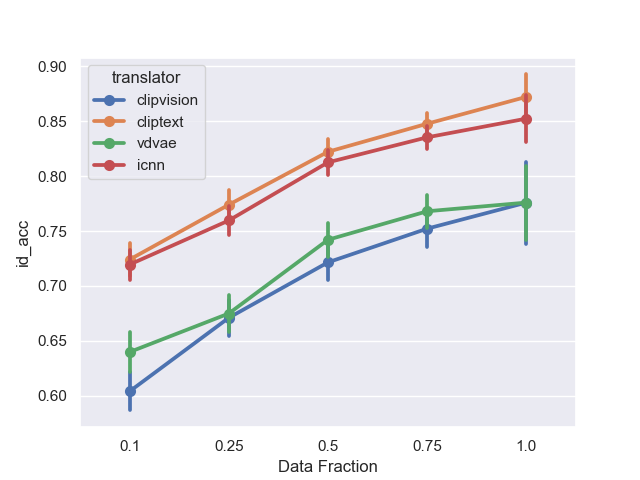 translator
clipvision
cliptext
vdvae
icnn
0.90
0.85
0.80
0.75
0.70
0.65
0.60
id_acc
0.1 0.25 0.5 0.75 1.0
Data Fraction